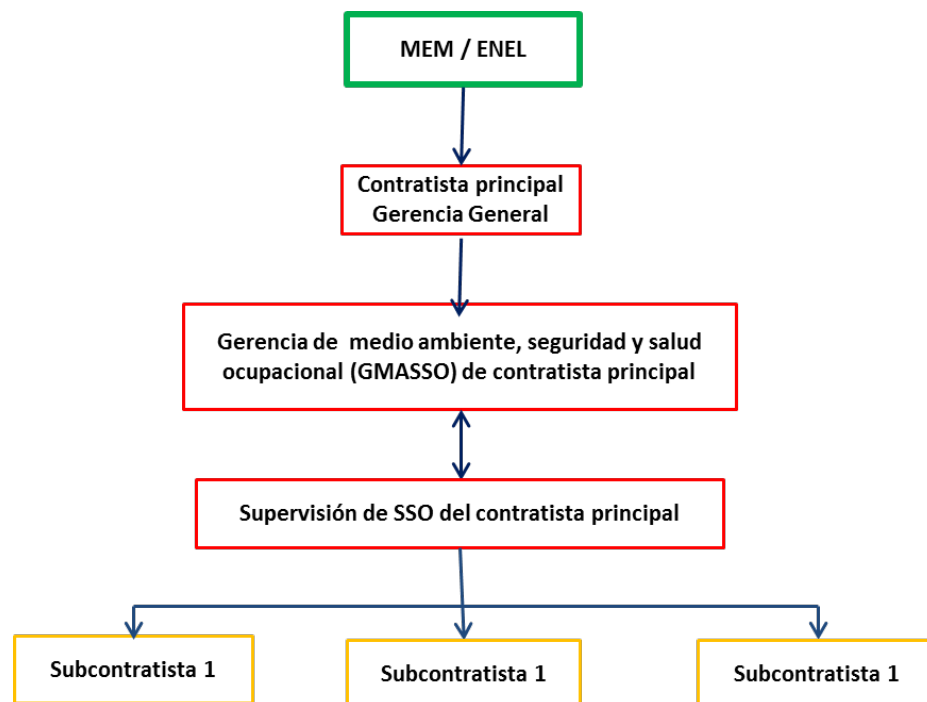 MEM / ENEL
Contratista principal
Gerencia General
Gerencia de medio ambiente, seguridad y salud
ocupacional (GMASSO) de contratista principal
Supervisión de SSO del contratista principal
Subcontratista 1
Subcontratista 1
Subcontratista 1